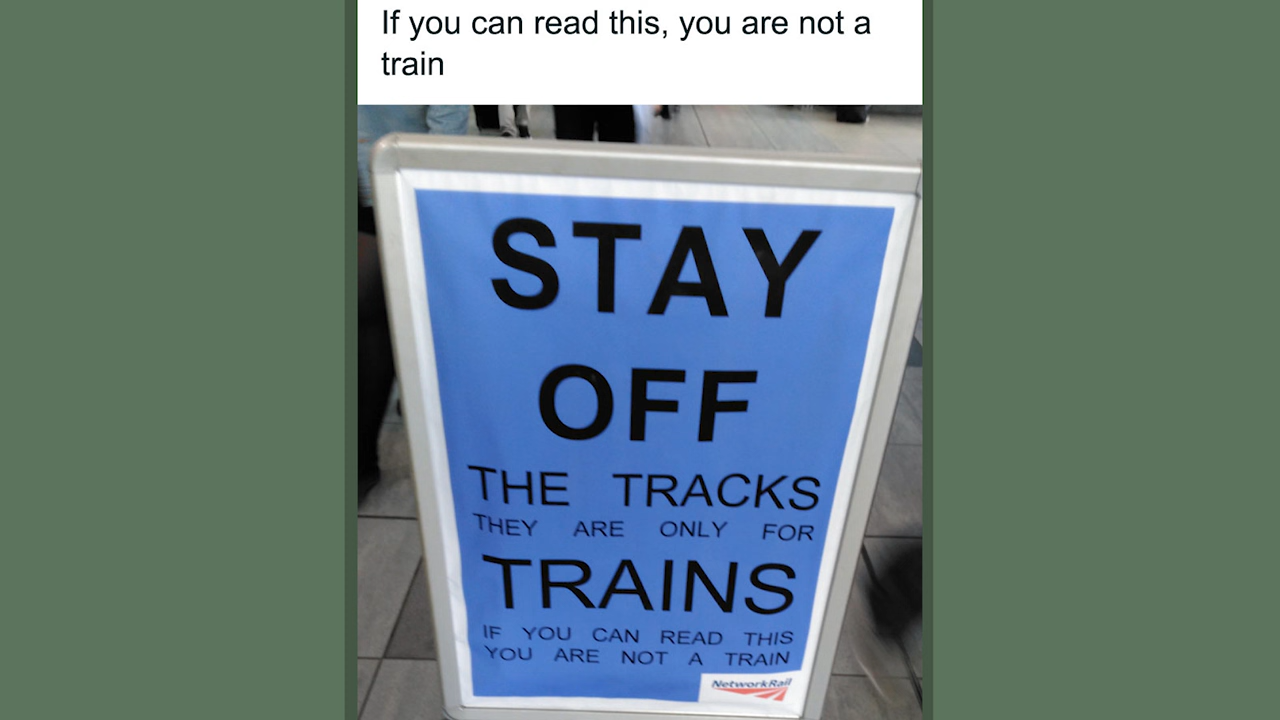 If you can read this, you are not a
train
STAY
OFF
THE TRACKS
THEY ARE ONLY FOR
TRAINS
IF YOU CAN READ THIS
YOU ARE NOT A TRAIN
NetworkRail